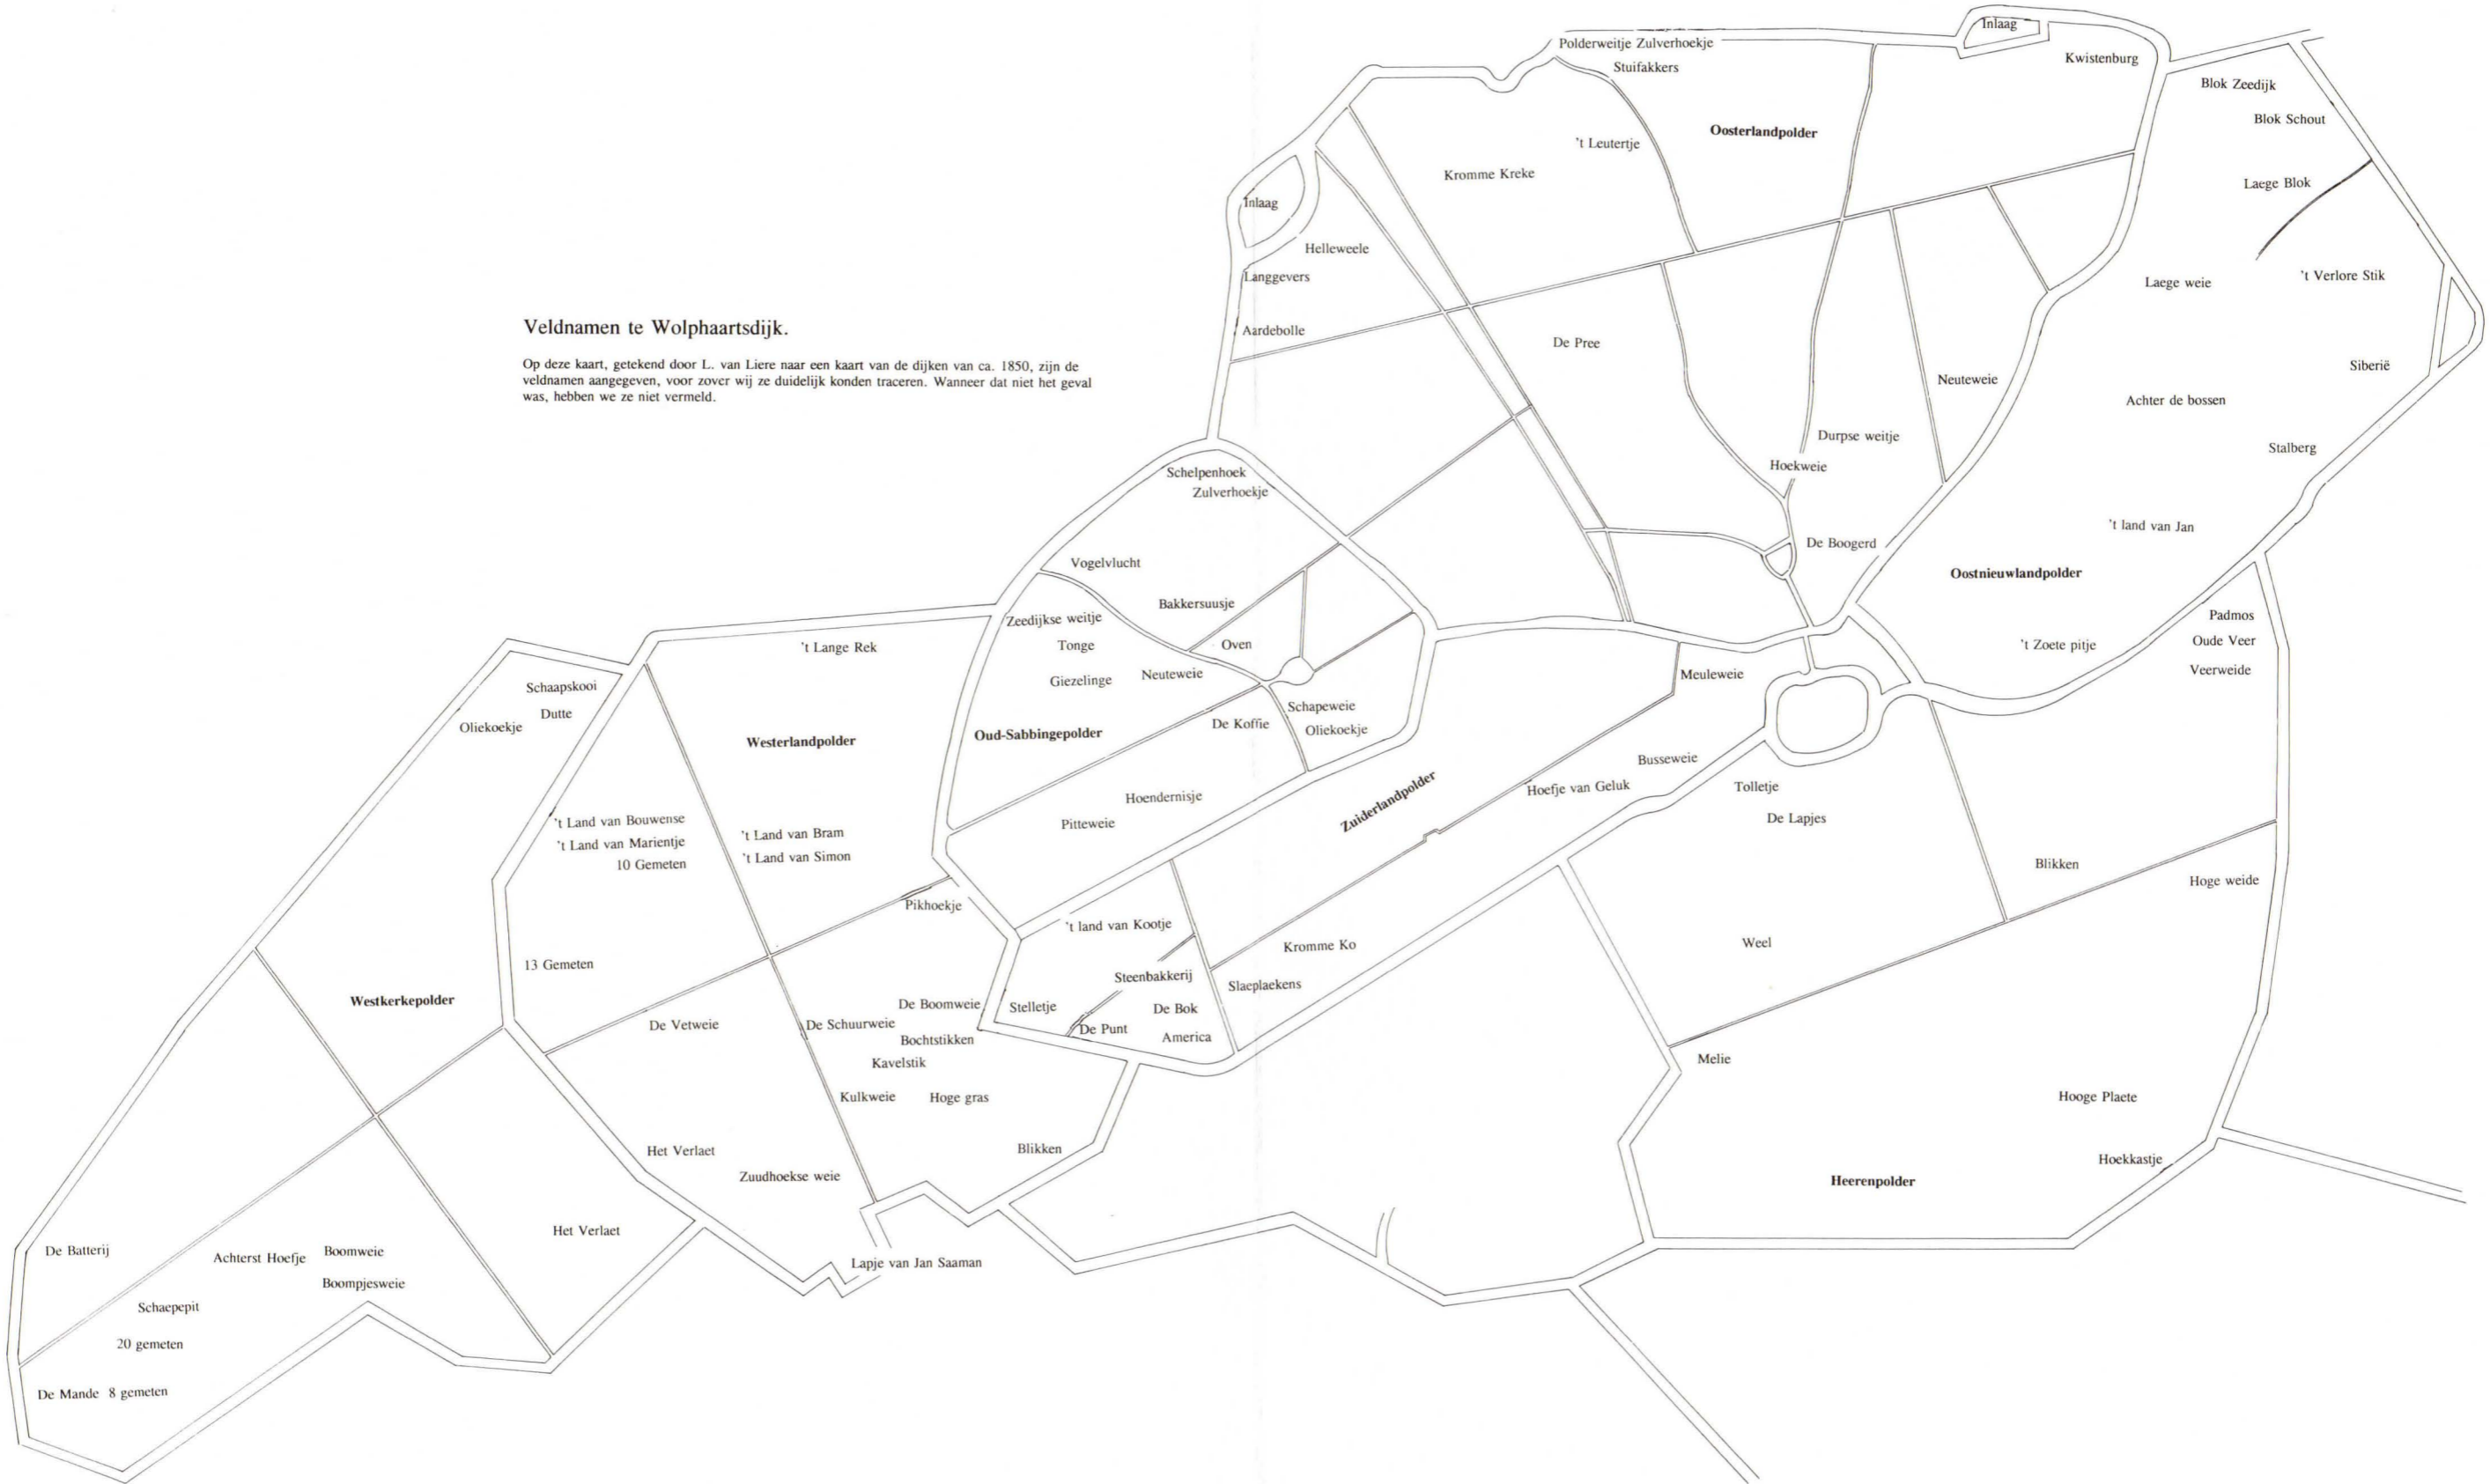 Veldnamen te Wolphaartsdijk.
Op deze kaart, getekend door L. van Liere naar een kaart van de dijken van ca. 1850, zijn de
veldnamen aangegeven, voor zover wij ze duidelijk konden traceren. Wanneer dat niet het geval
was, hebben we ze niet vermeld.
Inlaag
Polderweitje Zulverhoekje
Stuifakkers
Kwistenburg
Blok Zeedijk
Blok Schout
Oosterlandpolder
't Leutertje
Kromme Kreke
Laege Blok
Inlaag
Helleweele
Langgevers
Laege weie
't Verlore Stik
Aardebolle
De Pree
Siberië
Neuteweie
Achter de bossen
Durpse weitje
Stalberg
Hoekweie
Schelpenhoek
Zulverhoekje
't land van Jan
De Boogerd
Vogelvlucht
Oostnieuwlandpolder
Bakkersuusje
Zeedijkse weitje
Padmos
't Lange Rek
Tonge
Oven
't Zoete pitje
Oude Veer
Veerweide
Giezelinge
Neuteweie
Meuleweie
Schaapskooi
Dutte
Oliekoekje
Schapeweie
De Koffie
Oliekoekje
Westerlandpolder
Oud-Sabbingepolder
Busseweie
Hoefje van Geluk
Tolletje
Zuiderlandpolder
Hoendernisje
Pitteweie
De Lapjes
't Land van Bouwense
't Land van Marientje
10 Gemeten
't Land van Bram
't Land van Simon
Blikken
Hoge weide
Pikhoekje
't land van Kootje
Kromme Ko
Weel
13 Gemeten
Steenbakkerij
Slaeplaekens
Westkerkepolder
De Boomweie
Stelletje
De Bok
De Vetweie
De Schuurweie
De Punt
America
Bochtstikken
Kavelstik
Melie
Kulkweie
Hoge gras
Hooge Plaete
Het Verlaet
Blikken
Hoekkastje
Zuudhoekse weie
Heerenpolder
Het Verlaet
De Batterij
Achterst Hoefje
Boomweie
Lapje van Jan Saaman
Boompjesweie
Schaepepit
20 gemeten
De Mande 8 gemeten